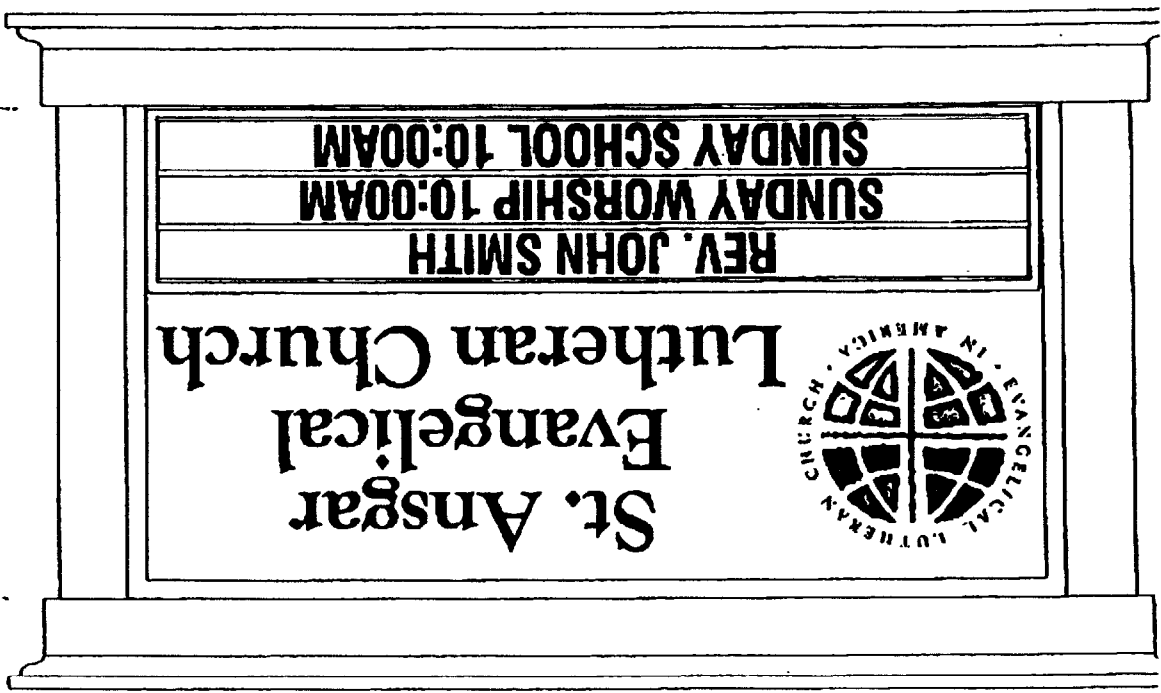 St. Ansgar
Evangelical
Lutheran Church
EVANGELICAL LUTHERAN CHURCH • IN AMERICA •
REV. JOHN SMITH
SUNDAY WORSHIP 10:00AM
SUNDAY SCHOOL 10:00AM